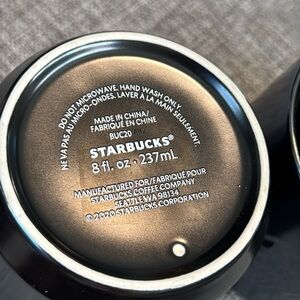 DO NOT MICROWAVE. HAND WASH ONLY.
NE VA PAS AU MICRO-ONDES. LAVER À LA MAIN SEULEMENT.
MADE IN CHINA/
FABRIQUÉ EN CHINE
BUC20
STARBUCKS®
8 fl. oz • 237mL
MANUFACTURED FOR/FABRIQUÉ POUR
STARBUCKS COFFEE COMPANY
SEATTLE WA 98134
©2020 STARBUCKS CORPORATION